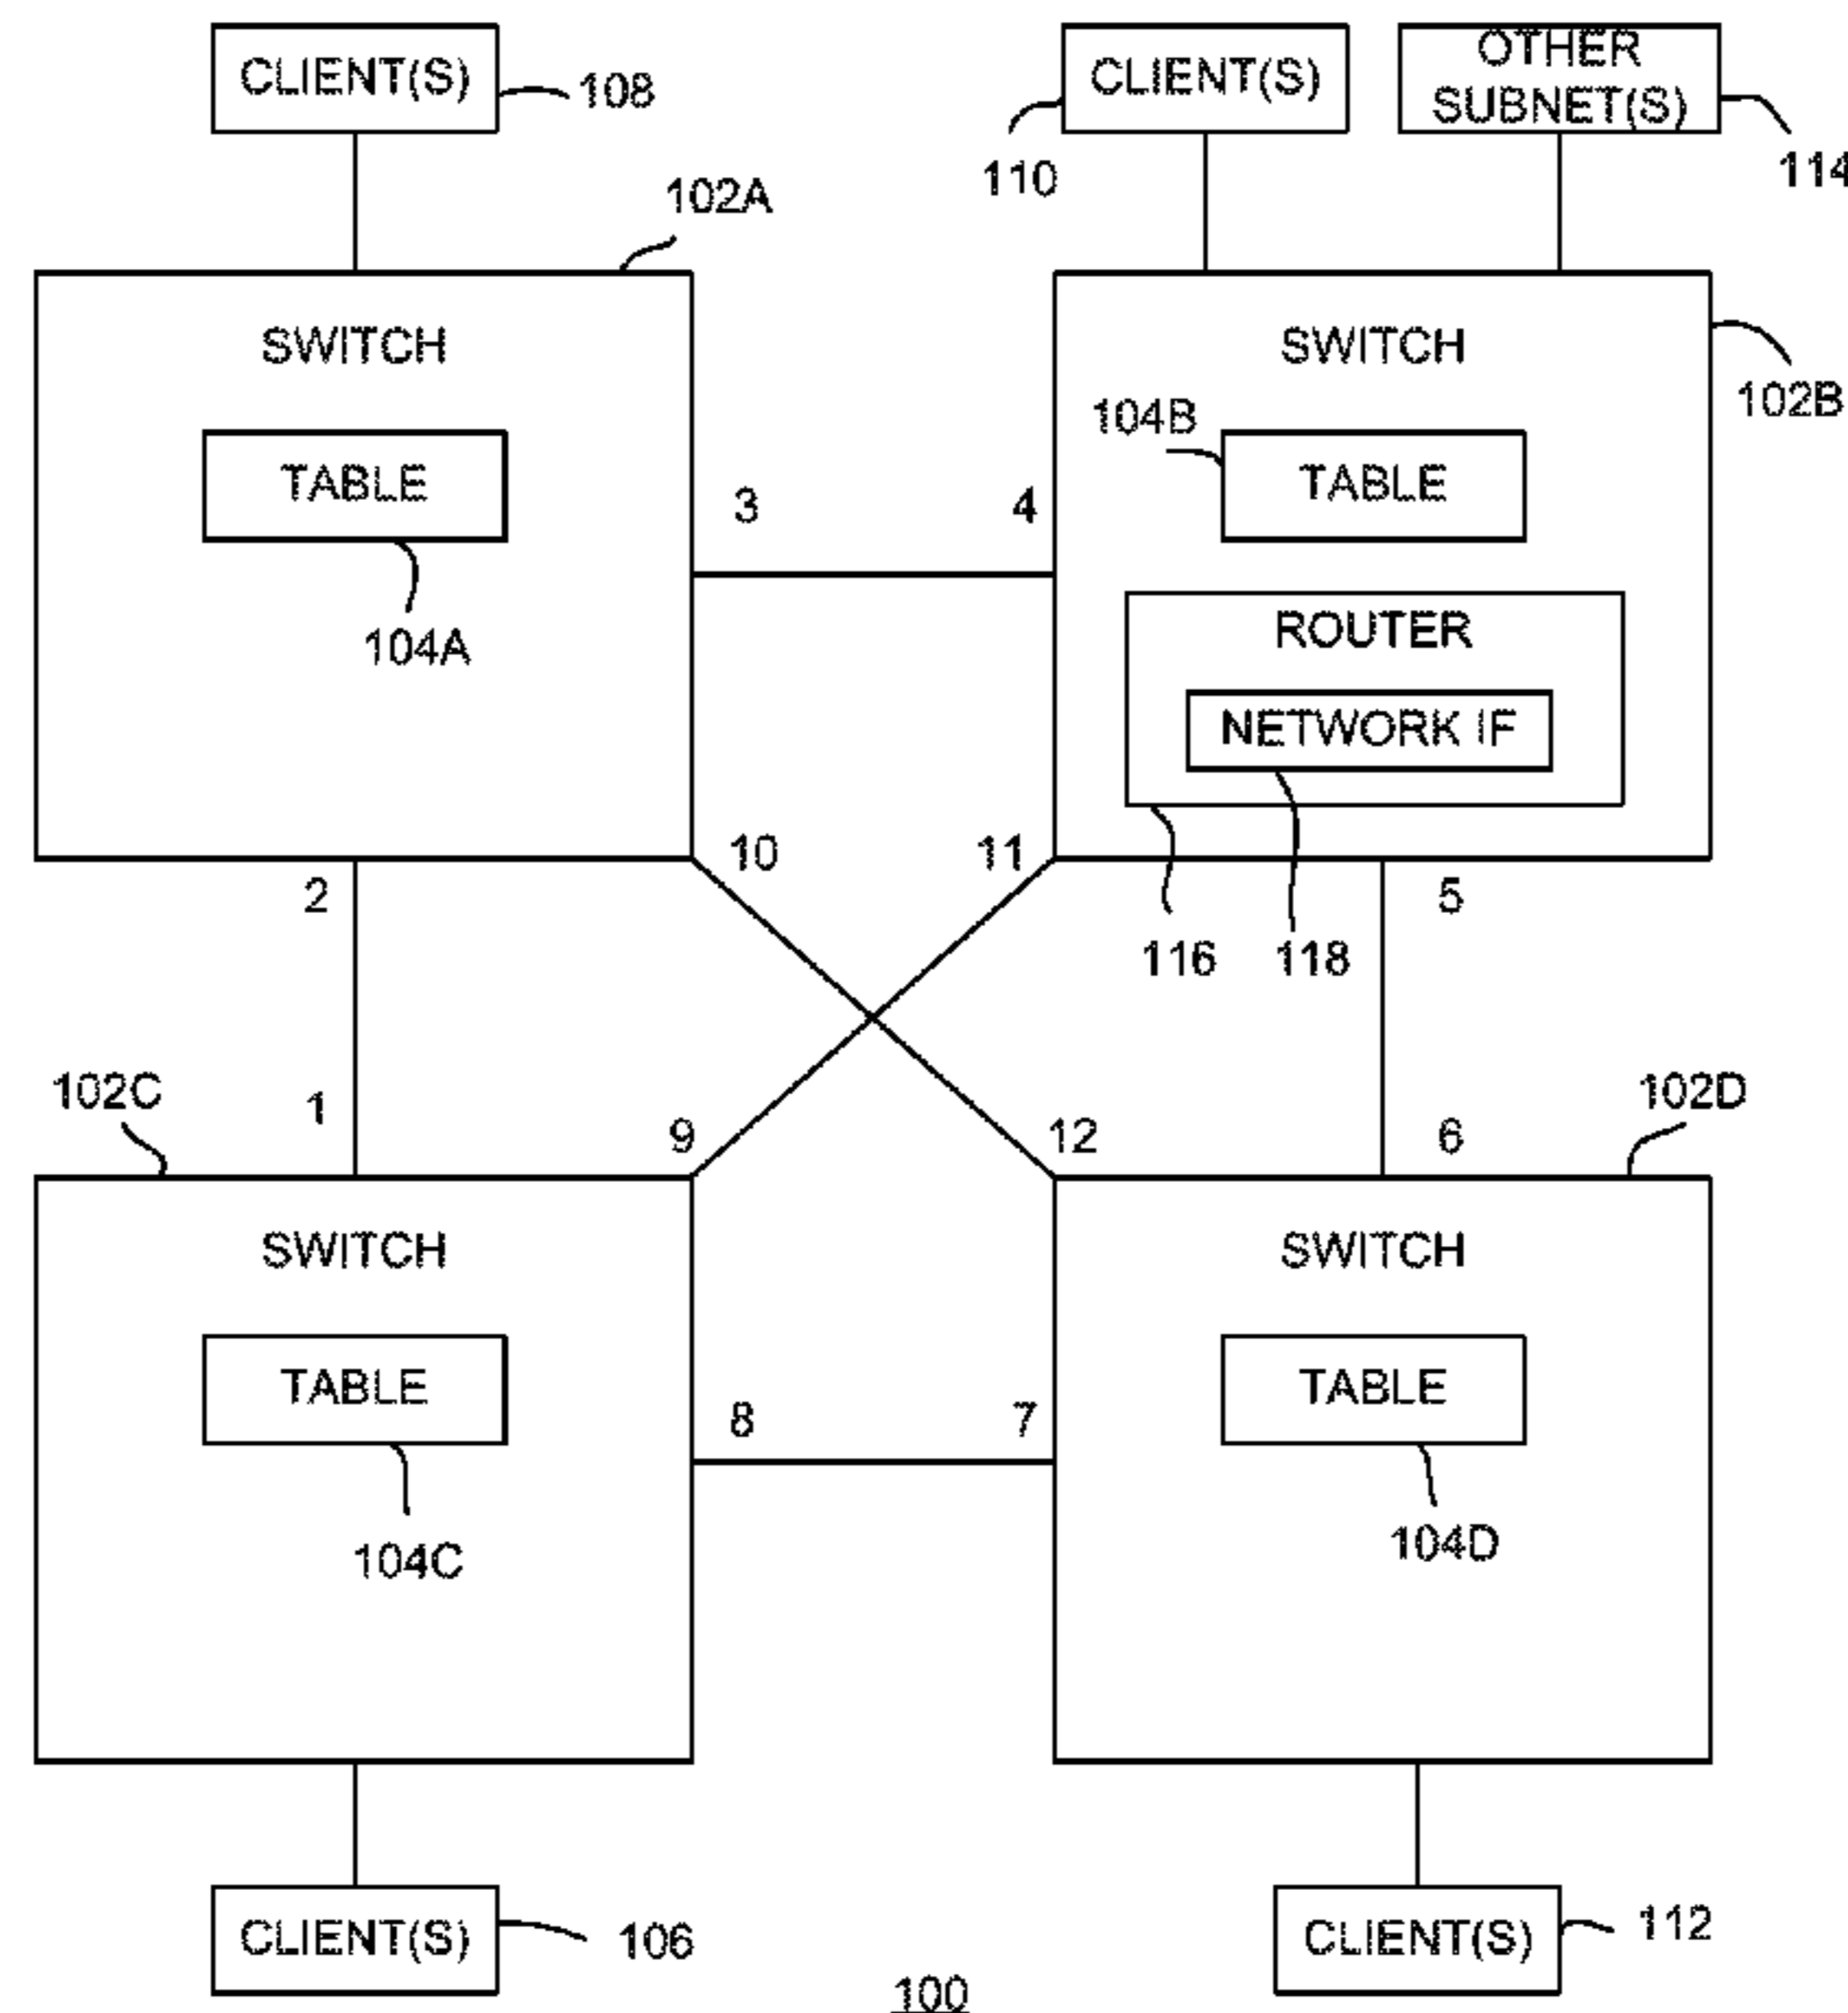 CLIENT(S)
108
CLIENT(S)
110
OTHER
SUBNET(S)
114
102A
SWITCH
TABLE
104A
SWITCH
102B
104B
TABLE
3
4
ROUTER
NETWORK IF
10
11
2
5
116
118
102C
1
9
12
6
102D
SWITCH
TABLE
104C
SWITCH
TABLE
104D
8
7
CLIENT(S)
106
CLIENT(S)
112
100